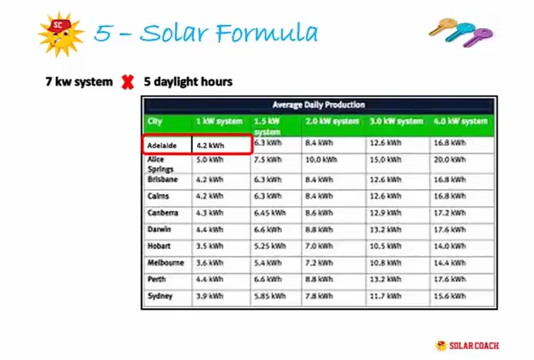 SC
5 – Solar Formula
7 kw system X 5 daylight hours
Average Daily Production
City 1 kW system 1.5 kW system 2.0 kW system 3.0 kW system 4.0 kW system
Adelaide 4.2 kWh 6.3 kWh 8.4 kWh 12.6 kWh 16.8 kWh
Alice Springs 5.0 kWh 7.5 kWh 10.0 kWh 15.0 kWh 20.0 kWh
Brisbane 4.2 kWh 6.3 kWh 8.4 kWh 12.6 kWh 16.8 kWh
Cairns 4.2 kWh 6.3 kWh 8.4 kWh 12.6 kWh 16.8 kWh
Canberra 4.3 kWh 6.45 kWh 8.6 kWh 12.9 kWh 17.2 kWh
Darwin 4.4 kWh 6.6 kWh 8.8 kWh 13.2 kWh 17.6 kWh
Hobart 3.5 kWh 5.25 kWh 7.0 kWh 10.5 kWh 14.0 kWh
Melbourne 3.6 kWh 5.4 kWh 7.2 kWh 10.8 kWh 14.4 kWh
Perth 4.4 kWh 6.6 kWh 8.8 kWh 13.2 kWh 17.6 kWh
Sydney 3.9 kWh 5.85 kWh 7.8 kWh 11.7 kWh 15.6 kWh
SOLAR COACH